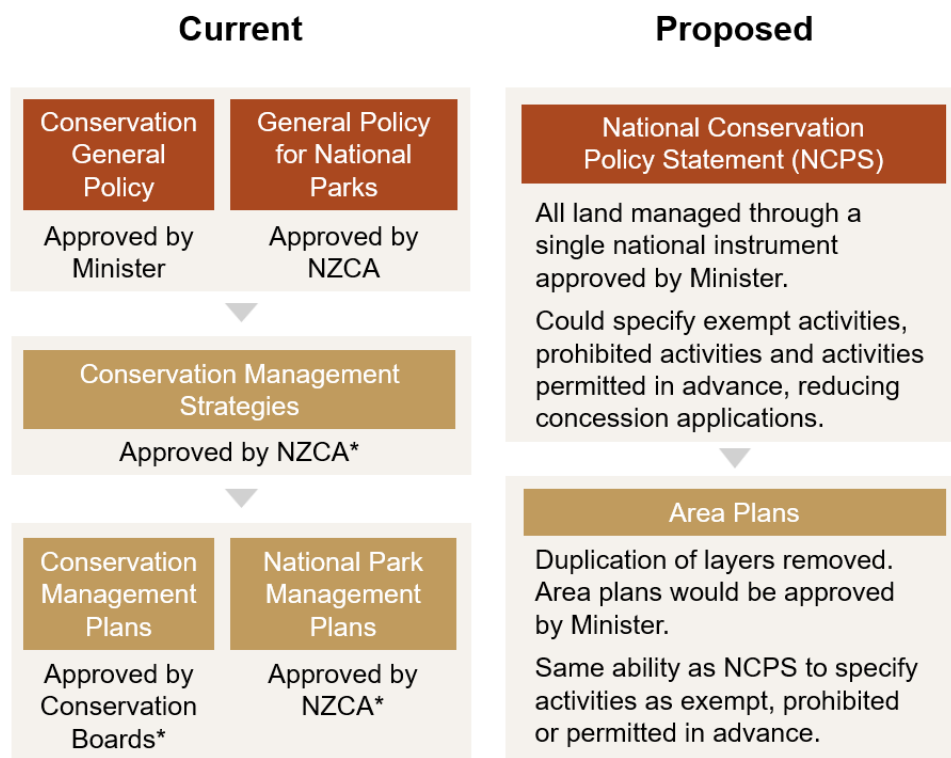 Current
Conservation
General
Policy
Approved by
Minister
General Policy
for National
Parks
Approved by
NZCA
Conservation Management
Strategies
Approved by NZCA*
Conservation
Management
Plans
Approved by
Conservation
Boards*
National Park
Management
Plans
Approved by
NZCA*
Proposed
National Conservation
Policy Statement (NCPS)
All land managed through a
single national instrument
approved by Minister.
Could specify exempt activities,
prohibited activities and activities
permitted in advance, reducing
concession applications.
Area Plans
Duplication of layers removed.
Area plans would be approved
by Minister.
Same ability as NCPS to specify
activities as exempt, prohibited
or permitted in advance.